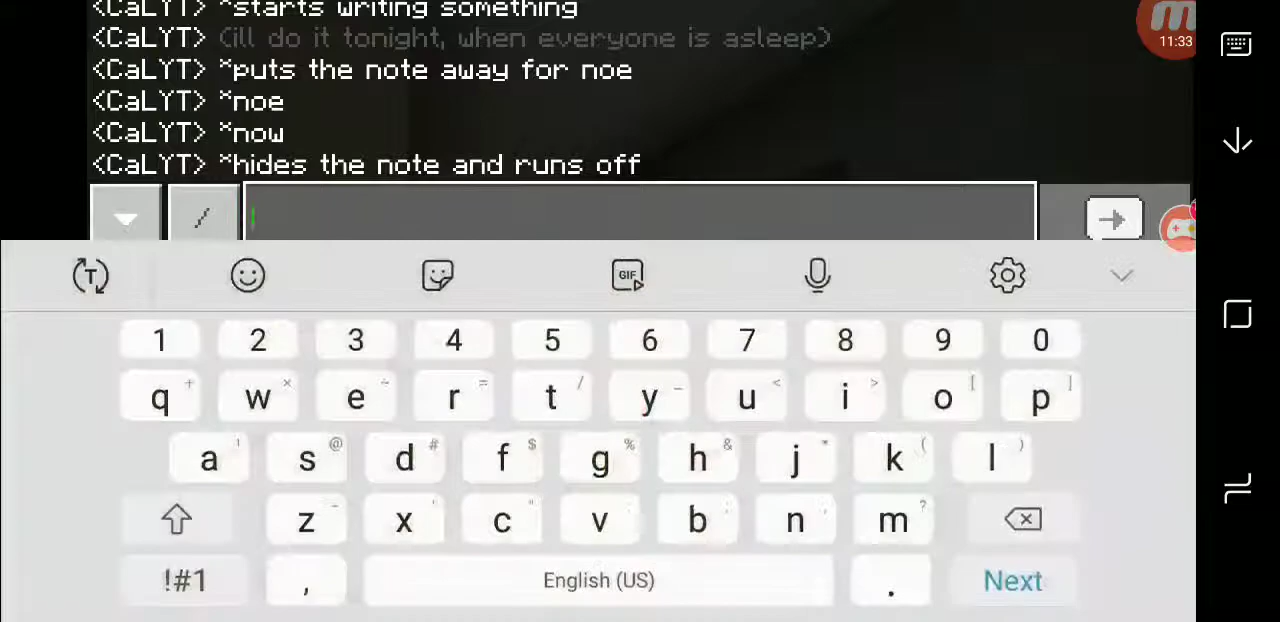 <CaLYT> *starts writing something
<CaLYT> (ill do it tonight, when everyone is asleep)
<CaLYT> *puts the note away for noe
<CaLYT> *noe
<CaLYT> *now
<CaLYT> *hides the note and runs off
11:33
/
T
GIF
1 2 3 4 5 6 7 8 9 0
q + w × e ÷ r = t / y _ u < i > o [ p ]
a ! s @ d # f $ g % h & j * k ( l )
z - x ' c " v : b ; n , m ?
!#1 , English (US) . Next